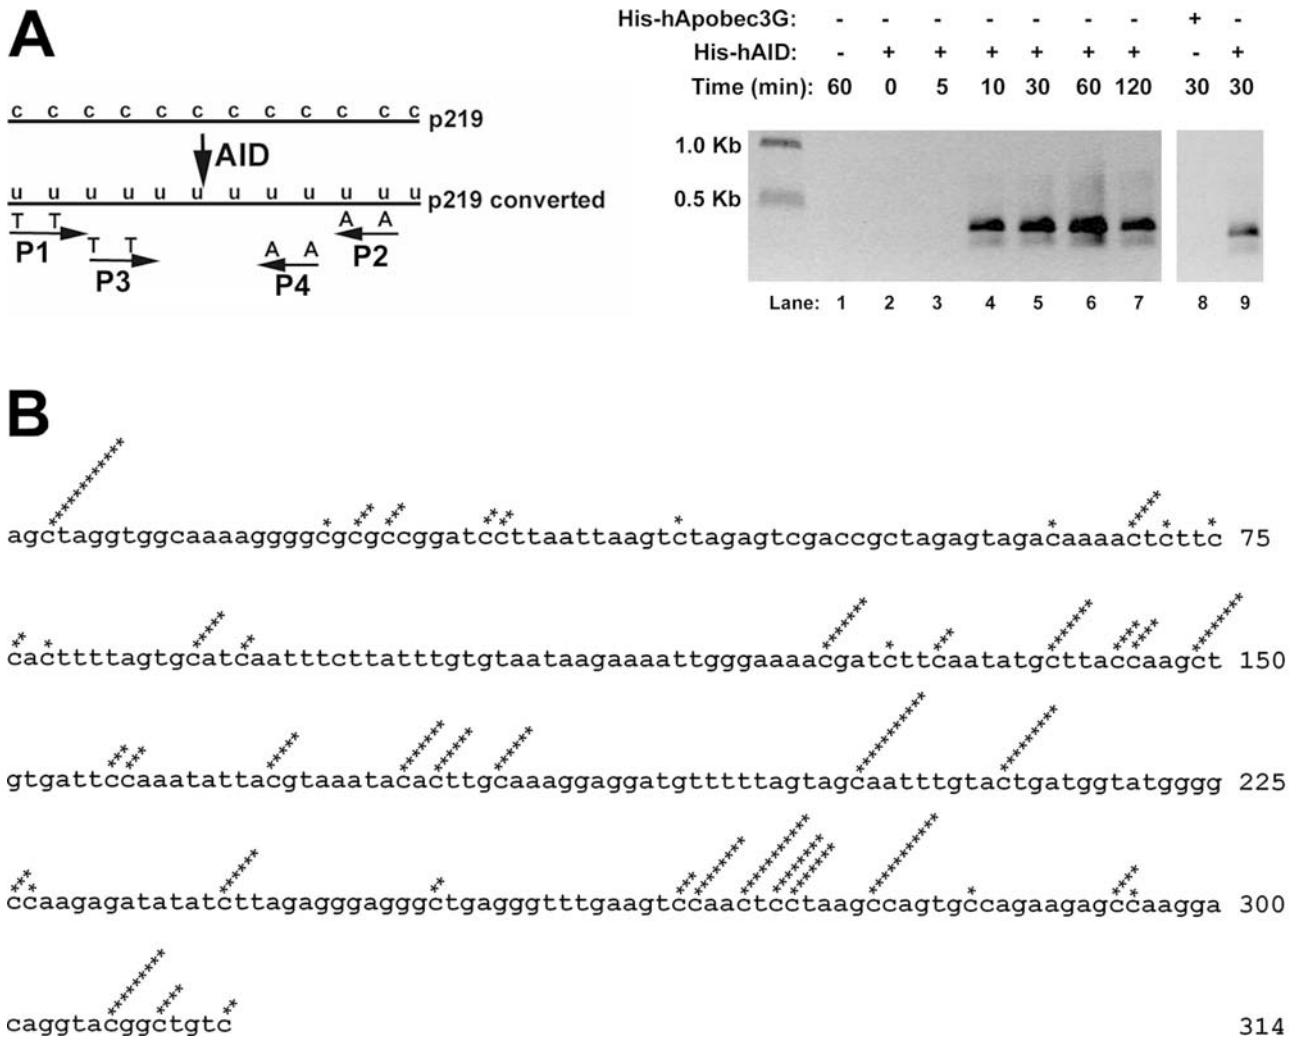 A
His-hApobec3G: - - - - - - - + -
His-hAID: - + + + + + + - +
Time (min): 60 0 5 10 30 60 120 30 30
c c c c c c c c c c c c p219
AID
1.0 Kb
0.5 Kb
u u u u u u u u u u u u p219 converted
T T A A
P1 T T A A P2
P3 P4
Lane: 1 2 3 4 5 6 7 8 9
B
agctaggtggcaaaaggggcgcgccggatccttaattaagtctagagtcgaccgctagagtagacaaaactcttc 75
cacttttagtgcatcaatttcttatttgtgtaataagaaaattgggaaaacgatcttcaatatgcttaccaagct 150
gtgattccaaatattacgtaaatacacttgcaaaggaggatgtttttagtagcaatttgtactgatggtatgggg 225
ccaagagatatatcttagagggagggctgagggtttgaagtccaactcctaagccagtgccagaagagccaagga 300
caggtacggctgtc 314